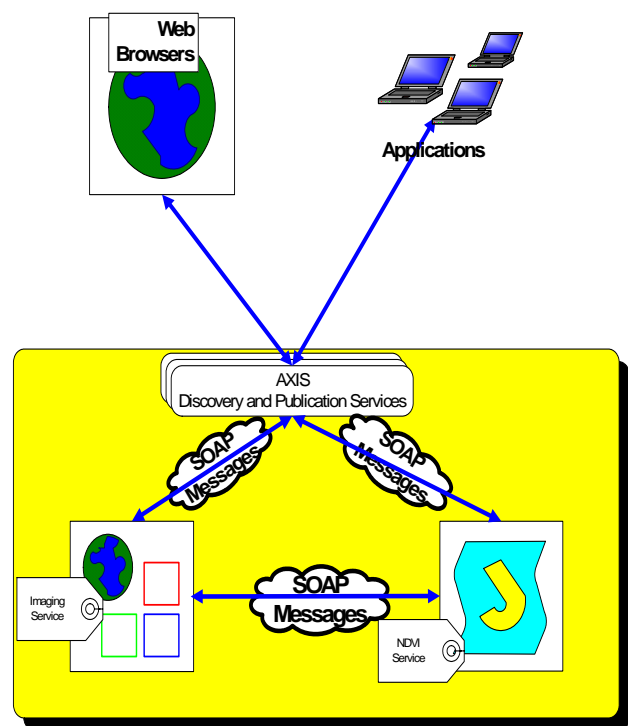 Web
Browsers
Applications
AXIS
Discovery and Publication Services
SOAP
Messages
SOAP
Messages
Imaging
Service
SOAP
Messages
NDVI
Service